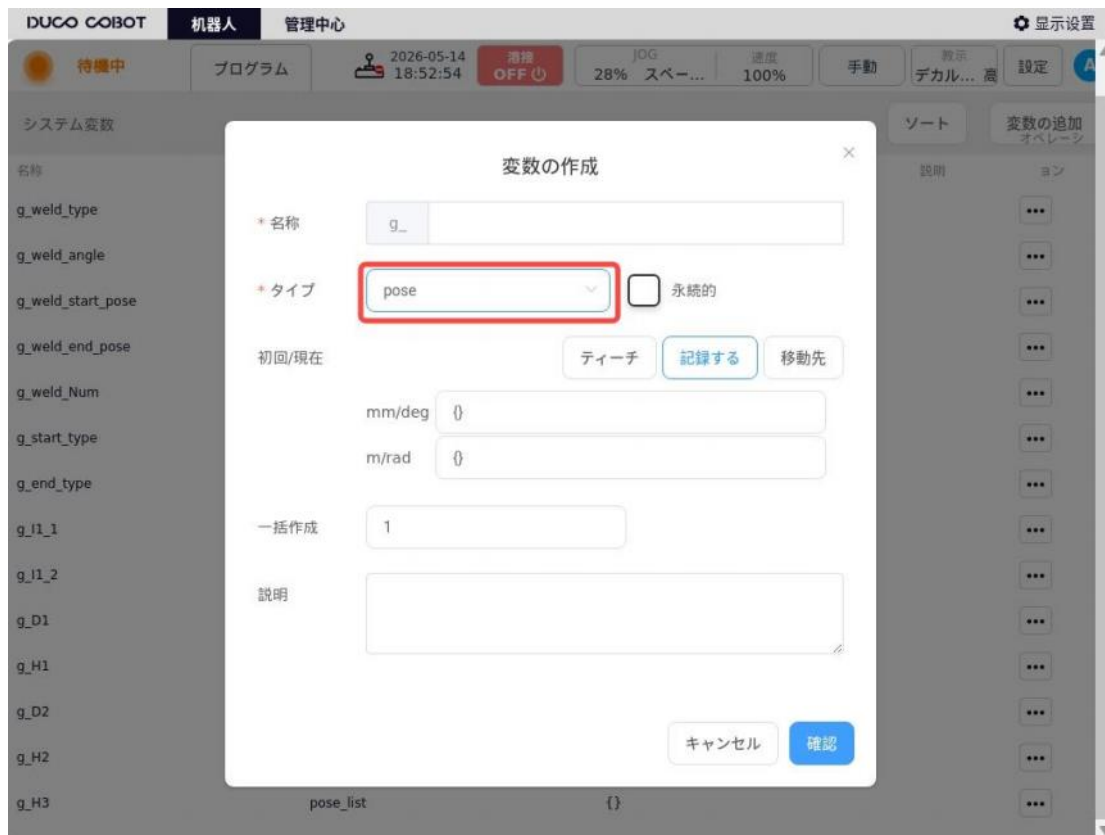 DUCO COBOT 机器人 管理中心 显示设置
待機中 プログラム 2026-05-14 18:52:54 溶接 OFF JOG 28% スペー... 速度 100% 手動 教示 デカル... 高 設定 A
システム変数 ソート 変数の追加
名称 説明 オペレーション
変数の作成
g_weld_type
* 名称 g_
g_weld_angle
* タイプ pose 永続的
g_weld_start_pose
g_weld_end_pose
初回/現在 ティーチ 記録する 移動先
g_weld_Num
mm/deg {}
g_start_type
m/rad {}
g_end_type
g_I1_1
一括作成 1
g_I1_2
説明
g_D1
g_H1
g_D2
キャンセル 確認
g_H2
g_H3 pose_list {}